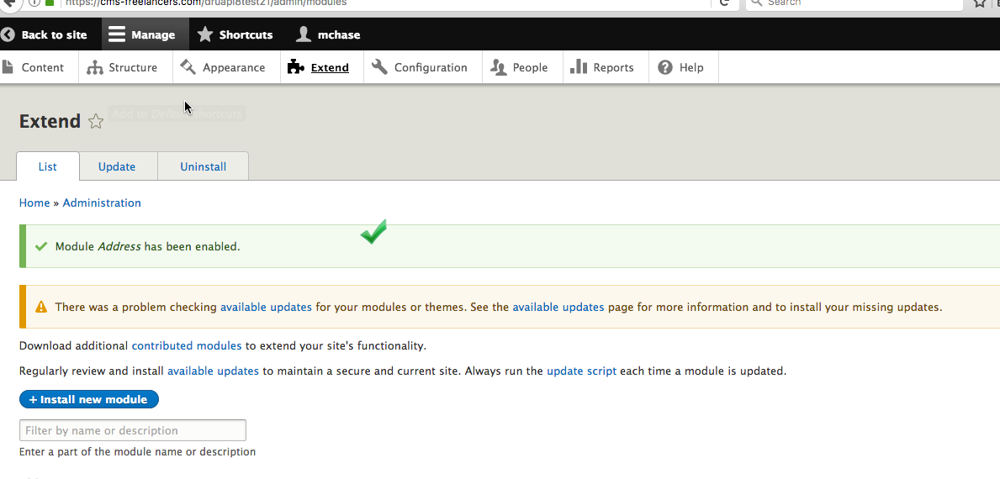 https://cms-freelancers.com/drupal8test21/admin/modules
Search
Back to site Manage Shortcuts mchase
Content Structure Appearance Extend Configuration People Reports Help
Add to Default shortcuts
Extend
List Update Uninstall
Home » Administration
Module Address has been enabled.
There was a problem checking available updates for your modules or themes. See the available updates page for more information and to install your missing updates.
Download additional contributed modules to extend your site's functionality.
Regularly review and install available updates to maintain a secure and current site. Always run the update script each time a module is updated.
+ Install new module
Filter by name or description
Enter a part of the module name or description